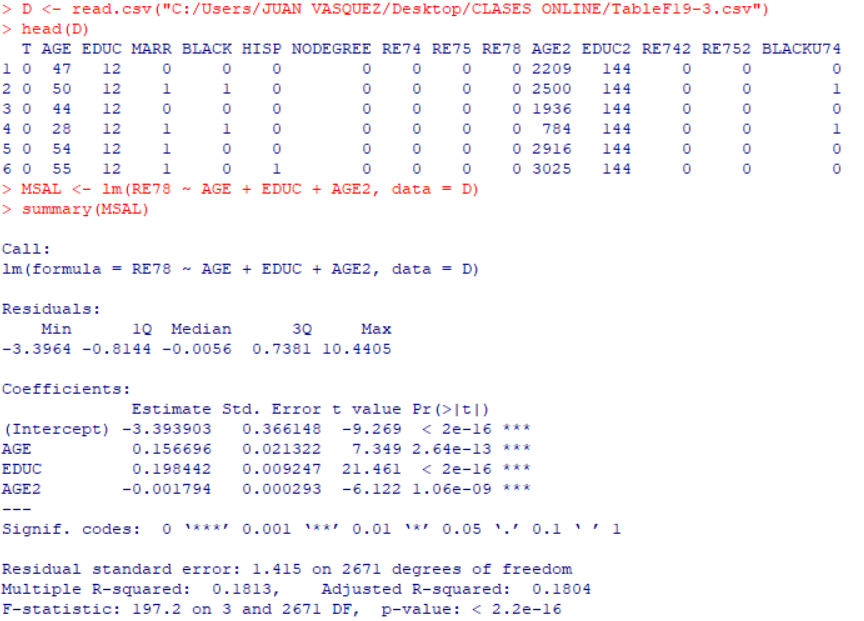 > D <- read.csv("C:/Users/JUAN VASQUEZ/Desktop/CLASES ONLINE/TableF19-3.csv")
> head(D)
  T AGE EDUC MARR BLACK HISP NODEGREE RE74 RE75 RE78 AGE2 EDUC2 RE742 RE752 BLACKU74
1 0  47   12    0     0    0        0    0    0    0 2209   144     0     0        0
2 0  50   12    1     1    0        0    0    0    0 2500   144     0     0        1
3 0  44   12    0     0    0        0    0    0    0 1936   144     0     0        0
4 0  28   12    1     1    0        0    0    0    0  784   144     0     0        1
5 0  54   12    1     0    0        0    0    0    0 2916   144     0     0        0
6 0  55   12    1     0    1        0    0    0    0 3025   144     0     0        0
> MSAL <- lm(RE78 ~ AGE + EDUC + AGE2, data = D)
> summary(MSAL)
Call:
lm(formula = RE78 ~ AGE + EDUC + AGE2, data = D)
Residuals:
    Min      1Q  Median      3Q     Max
-3.3964 -0.8144 -0.0056  0.7381 10.4405
Coefficients:
             Estimate Std. Error t value Pr(>|t|)
(Intercept) -3.393903   0.366148  -9.269  < 2e-16 ***
AGE          0.156696   0.021322   7.349 2.64e-13 ***
EDUC         0.198442   0.009247  21.461  < 2e-16 ***
AGE2        -0.001794   0.000293  -6.122 1.06e-09 ***
---
Signif. codes:  0 ‘***’ 0.001 ‘**’ 0.01 ‘*’ 0.05 ‘.’ 0.1 ‘ ’ 1
Residual standard error: 1.415 on 2671 degrees of freedom
Multiple R-squared:  0.1813,    Adjusted R-squared:  0.1804
F-statistic: 197.2 on 3 and 2671 DF,  p-value: < 2.2e-16